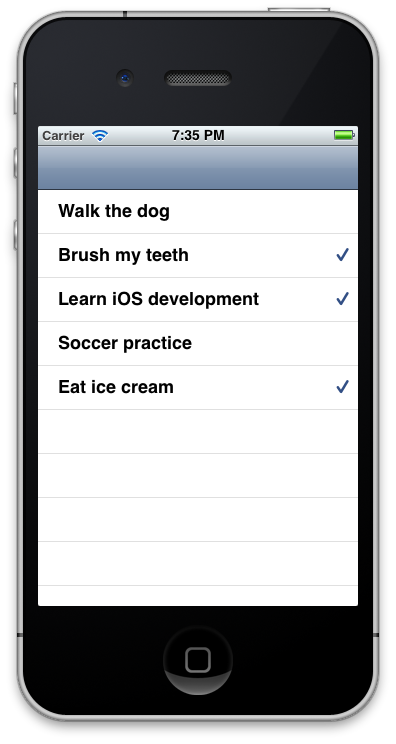 Carrier 7:35 PM
Walk the dog
Brush my teeth
Learn iOS development
Soccer practice
Eat ice cream